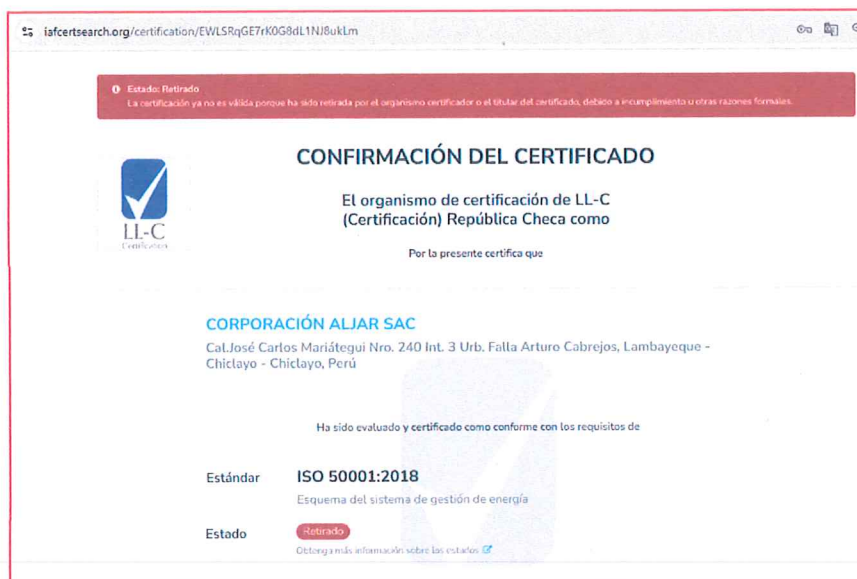 iafcertsearch.org/certification/EWLSRqGE7rK0G8dL1NJ8ukLm
Estado: Retirado
La certificación ya no es válida porque ha sido retirada por el organismo certificador o el titular del certificado, debido a incumplimiento u otras razones formales.
CONFIRMACIÓN DEL CERTIFICADO
El organismo de certificación de LL-C
(Certificación) República Checa como
LL-C
Certification
Por la presente certifica que
CORPORACIÓN ALJAR SAC
Cal.José Carlos Mariátegui Nro. 240 Int. 3 Urb. Falla Arturo Cabrejos, Lambayeque -
Chiclayo - Chiclayo, Perú
Ha sido evaluado y certificado como conforme con los requisitos de
Estándar ISO 50001:2018
Esquema del sistema de gestión de energía
Estado Retirado
Obtenga más información sobre los estados